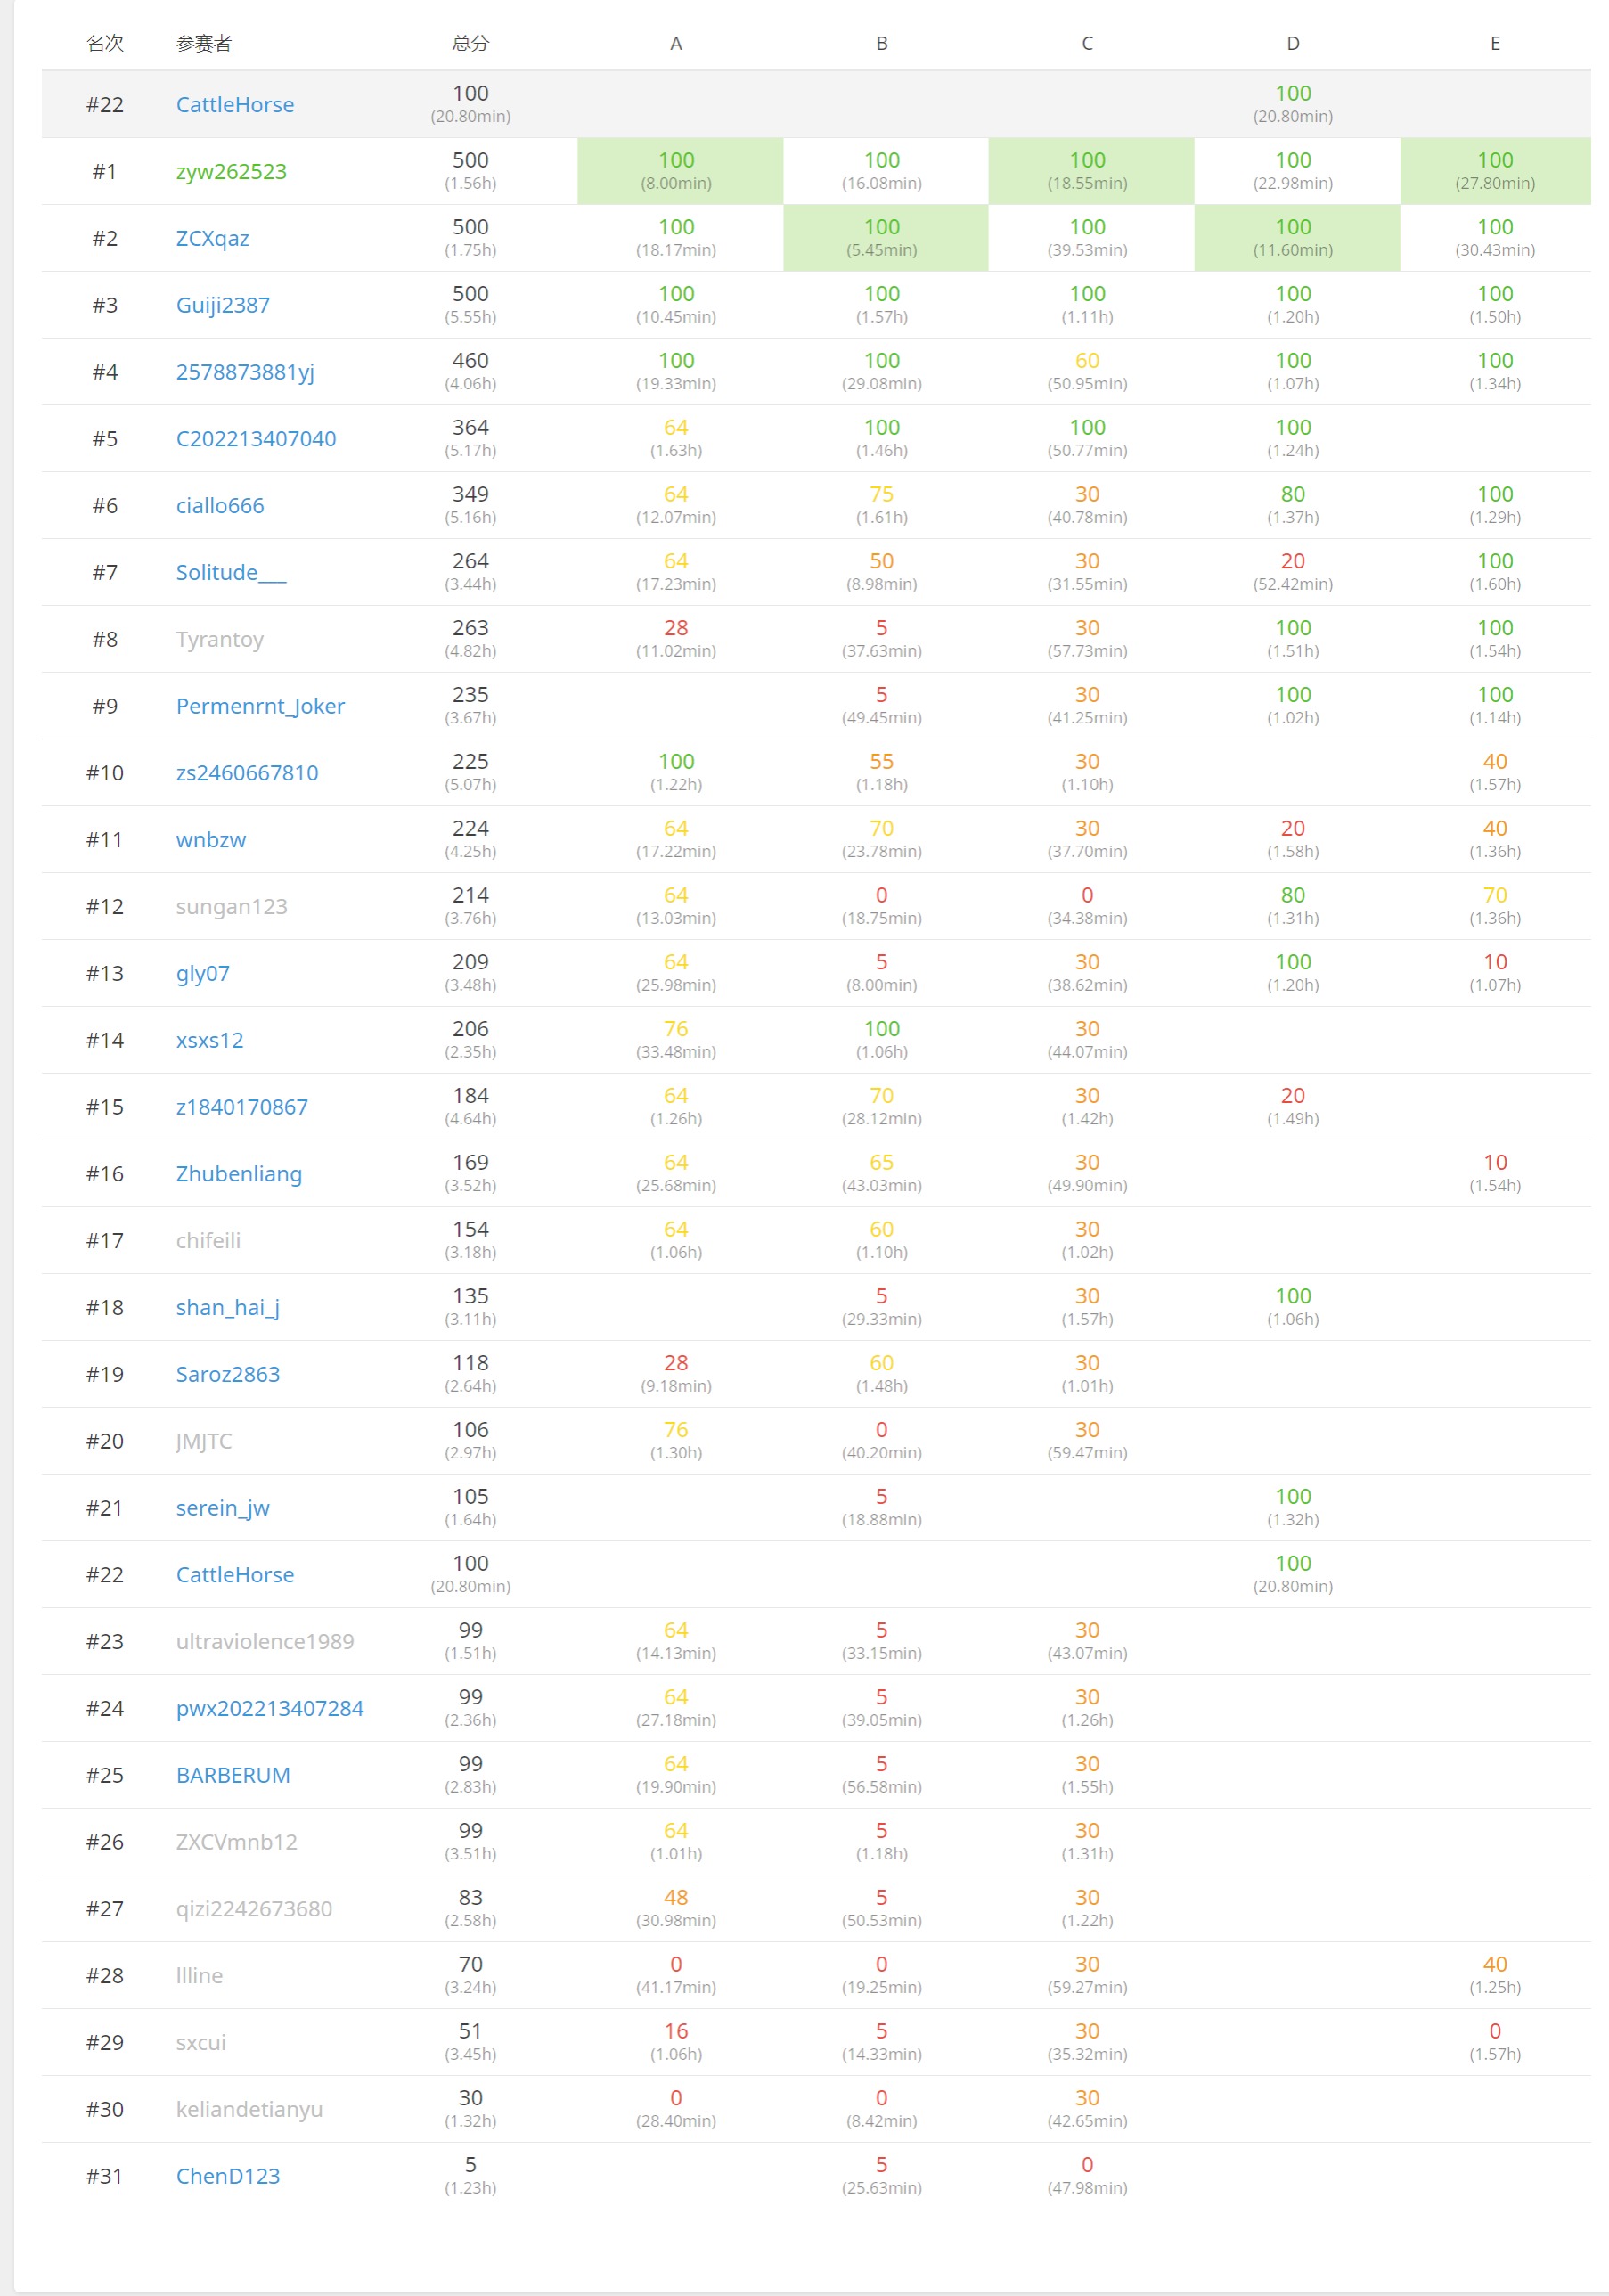 名次 参赛者 总分 A B C D E
#22 CattleHorse 100 100
(20.80min) (20.80min)
#1 zyw262523 500 100 100 100 100 100
(1.56h) (8.00min) (16.08min) (18.55min) (22.98min) (27.80min)
#2 ZCXqaz 500 100 100 100 100 100
(1.75h) (18.17min) (5.45min) (39.53min) (11.60min) (30.43min)
#3 Guiji2387 500 100 100 100 100 100
(5.55h) (10.45min) (1.57h) (1.11h) (1.20h) (1.50h)
#4 2578873881yj 460 100 100 60 100 100
(4.06h) (19.33min) (29.08min) (50.95min) (1.07h) (1.34h)
#5 C202213407040 364 64 100 100 100
(5.17h) (1.63h) (1.46h) (50.77min) (1.24h)
#6 ciallo666 349 64 75 30 80 100
(5.16h) (12.07min) (1.61h) (40.78min) (1.37h) (1.29h)
#7 Solitude___ 264 64 50 30 20 100
(3.44h) (17.23min) (8.98min) (31.55min) (52.42min) (1.60h)
#8 Tyrantoy 263 28 5 30 100 100
(4.82h) (11.02min) (37.63min) (57.73min) (1.51h) (1.54h)
#9 Permenrnt_Joker 235 5 30 100 100
(3.67h) (49.45min) (41.25min) (1.02h) (1.14h)
#10 zs2460667810 225 100 55 30 40
(5.07h) (1.22h) (1.18h) (1.10h) (1.57h)
#11 wnbzw 224 64 70 30 20 40
(4.25h) (17.22min) (23.78min) (37.70min) (1.58h) (1.36h)
#12 sungan123 214 64 0 0 80 70
(3.76h) (13.03min) (18.75min) (34.38min) (1.31h) (1.36h)
#13 gly07 209 64 5 30 100 10
(3.48h) (25.98min) (8.00min) (38.62min) (1.20h) (1.07h)
#14 xsxs12 206 76 100 30
(2.35h) (33.48min) (1.06h) (44.07min)
#15 z1840170867 184 64 70 30 20
(4.64h) (1.26h) (28.12min) (1.42h) (1.49h)
#16 Zhubenliang 169 64 65 30 10
(3.52h) (25.68min) (43.03min) (49.90min) (1.54h)
#17 chifeili 154 64 60 30
(3.18h) (1.06h) (1.10h) (1.02h)
#18 shan_hai_j 135 5 30 100
(3.11h) (29.33min) (1.57h) (1.06h)
#19 Saroz2863 118 28 60 30
(2.64h) (9.18min) (1.48h) (1.01h)
#20 JMJTC 106 76 0 30
(2.97h) (1.30h) (40.20min) (59.47min)
#21 serein_jw 105 5 100
(1.64h) (18.88min) (1.32h)
#22 CattleHorse 100 100
(20.80min) (20.80min)
#23 ultraviolence1989 99 64 5 30
(1.51h) (14.13min) (33.15min) (43.07min)
#24 pwx202213407284 99 64 5 30
(2.36h) (27.18min) (39.05min) (1.26h)
#25 BARBERUM 99 64 5 30
(2.83h) (19.90min) (56.58min) (1.55h)
#26 ZXCVmnb12 99 64 5 30
(3.51h) (1.01h) (1.18h) (1.31h)
#27 qizi2242673680 83 48 5 30
(2.58h) (30.98min) (50.53min) (1.22h)
#28 llline 70 0 0 30 40
(3.24h) (41.17min) (19.25min) (59.27min) (1.25h)
#29 sxcui 51 16 5 30 0
(3.45h) (1.06h) (14.33min) (35.32min) (1.57h)
#30 keliandetianyu 30 0 0 30
(1.32h) (28.40min) (8.42min) (42.65min)
#31 ChenD123 5 5 0
(1.23h) (25.63min) (47.98min)